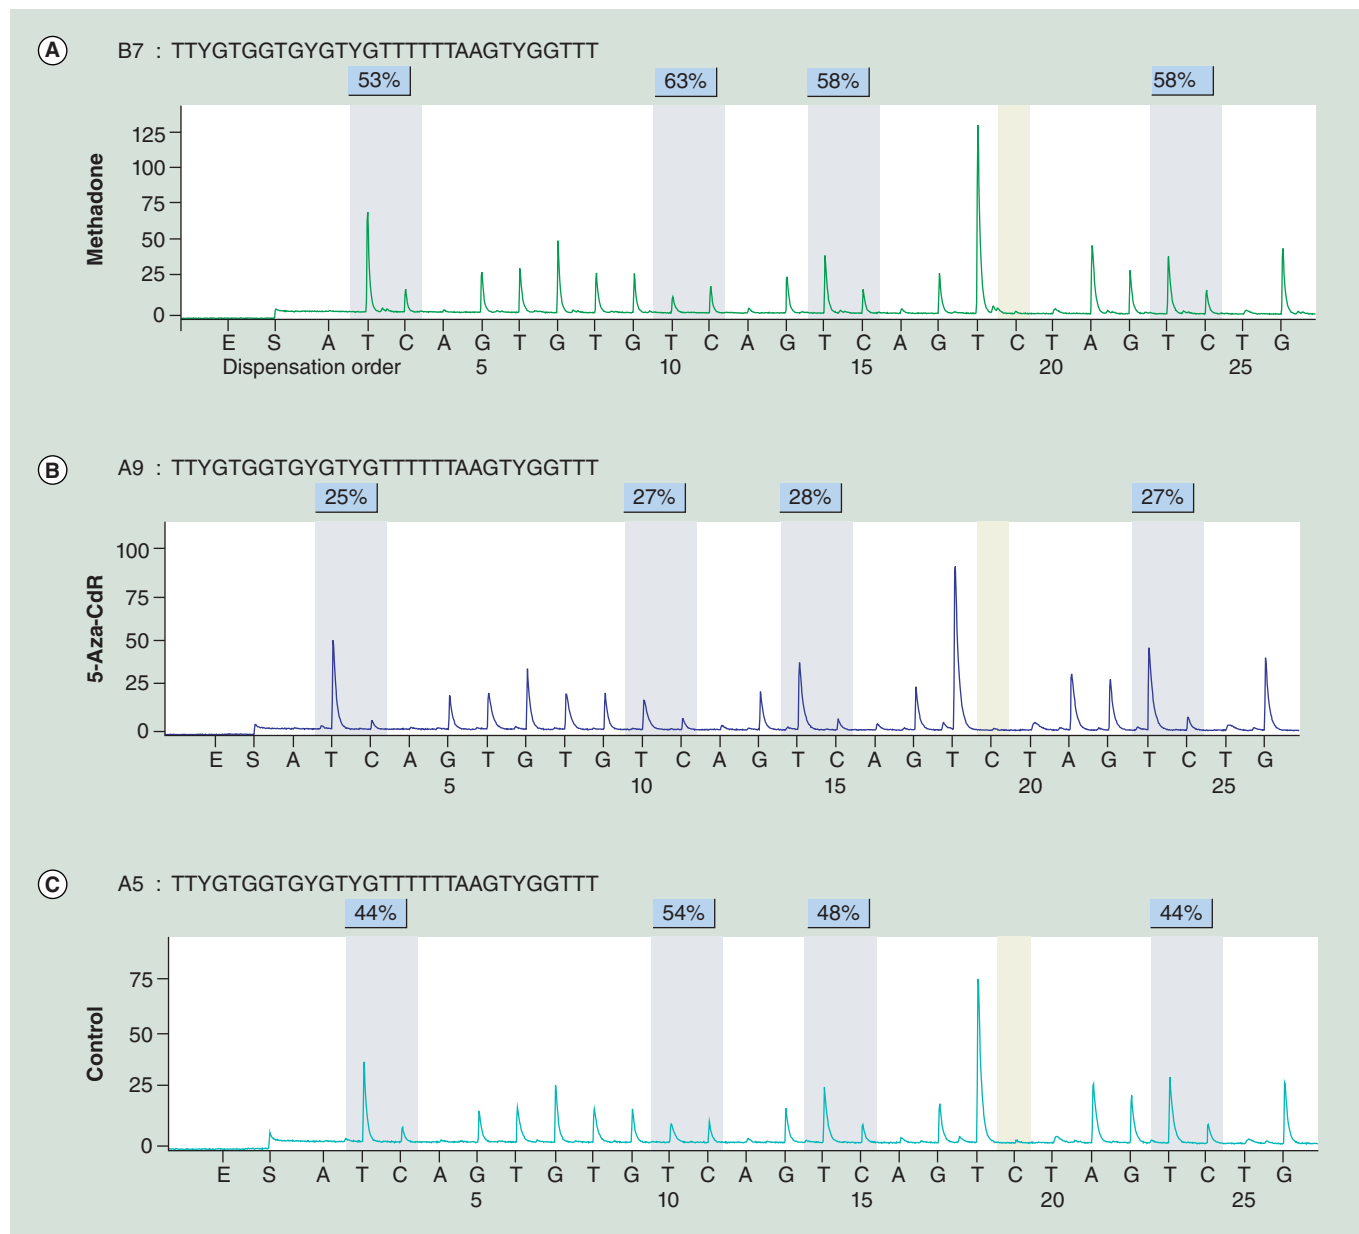 A B7 : TTYGTGGTGYGTYGTTTTTTAAGTYGGTTT
53% 63% 58% 58%
Methadone
125
100
75
50
25
0
E S A T C A G T G T G T C A G T C A G T C T A G T C T G
Dispensation order 5 10 15 20 25
B A9 : TTYGTGGTGYGTYGTTTTTTAAGTYGGTTT
25% 27% 28% 27%
5-Aza-CdR
100
75
50
25
0
E S A T C A G T G T G T C A G T C A G T C T A G T C T G
5 10 15 20 25
C A5 : TTYGTGGTGYGTYGTTTTTTAAGTYGGTTT
44% 54% 48% 44%
Control
75
50
25
0
E S A T C A G T G T G T C A G T C A G T C T A G T C T G
5 10 15 20 25